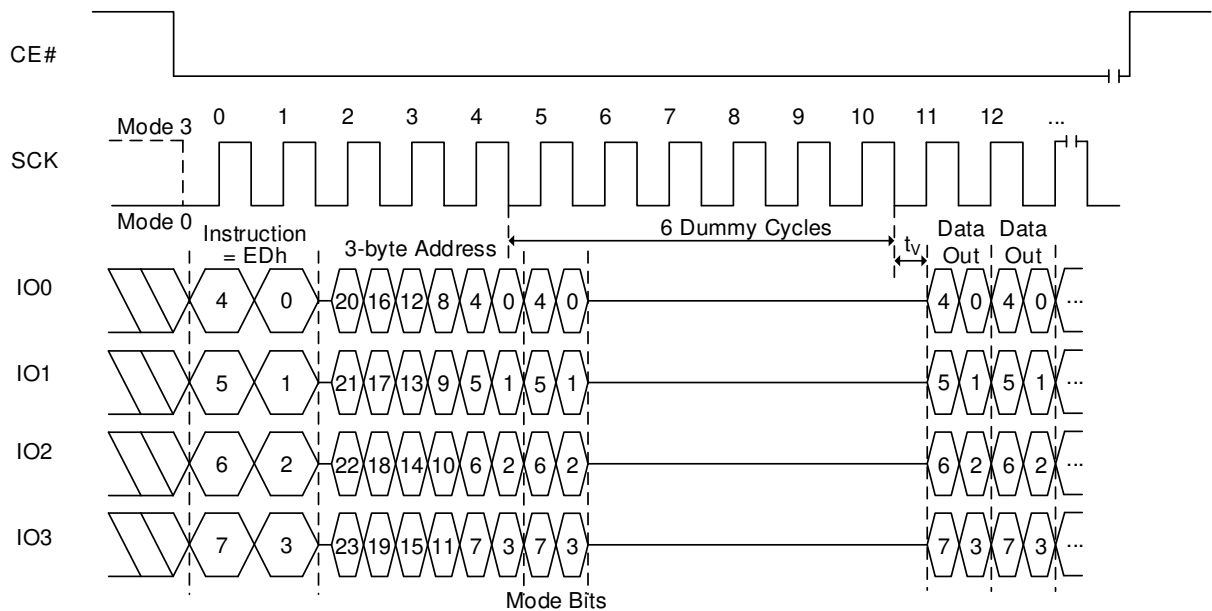 CE#
0 1 2 3 4 5 6 7 8 9 10 11 12 ...
Mode 3
SCK
Mode 0
Instruction
= EDh
3-byte Address
6 Dummy Cycles
tV
Data
Out
Data
Out
IO0 4 0 20 16 12 8 4 0 4 0 4 0 4 0 ...
IO1 5 1 21 17 13 9 5 1 5 1 5 1 5 1 ...
IO2 6 2 22 18 14 10 6 2 6 2 6 2 6 2 ...
IO3 7 3 23 19 15 11 7 3 7 3 7 3 7 3 ...
Mode Bits